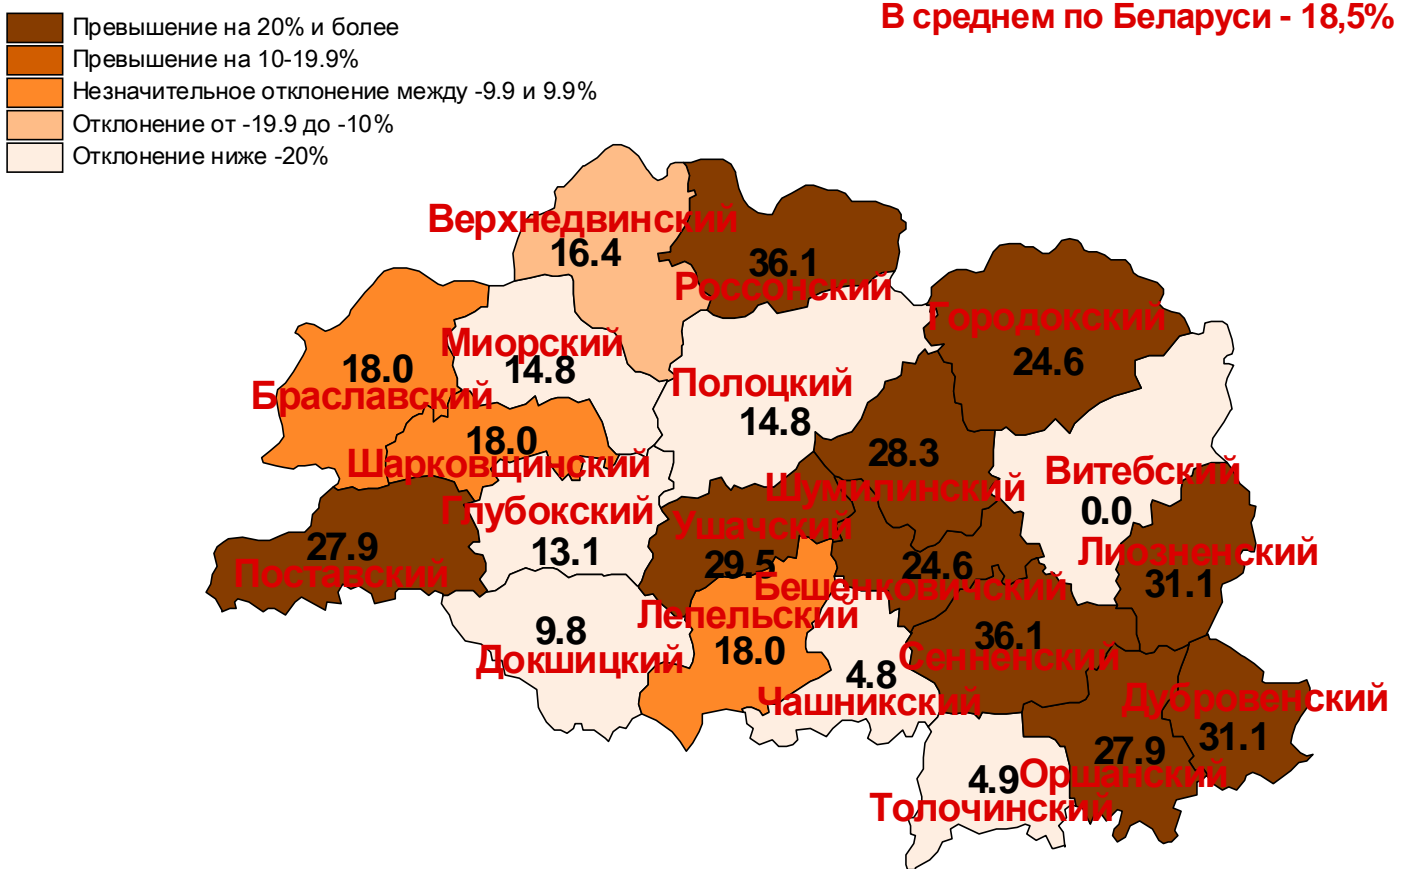 В среднем по Беларуси - 18,5%
Превышение на 20% и более
Превышение на 10-19.9%
Незначительное отклонение между -9.9 и 9.9%
Отклонение от -19.9 до -10%
Отклонение ниже -20%
Верхнедвинский
16.4
36.1
Россонский
Городокский
24.6
Миорский
14.8
18.0
Браславский
Полоцкий
14.8
18.0
Шарковщинский
28.3
Шумилинский
Витебский
0.0
Глубокский
13.1
Ушачский
29.5
27.9
Поставский
24.6
Бешенковичский
Лиозненский
31.1
Лепельский
18.0
9.8
Докшицкий
36.1
Сенненский
4.8
Чашникский
Дубровенский
31.1
27.9
Оршанский
4.9
Толочинский